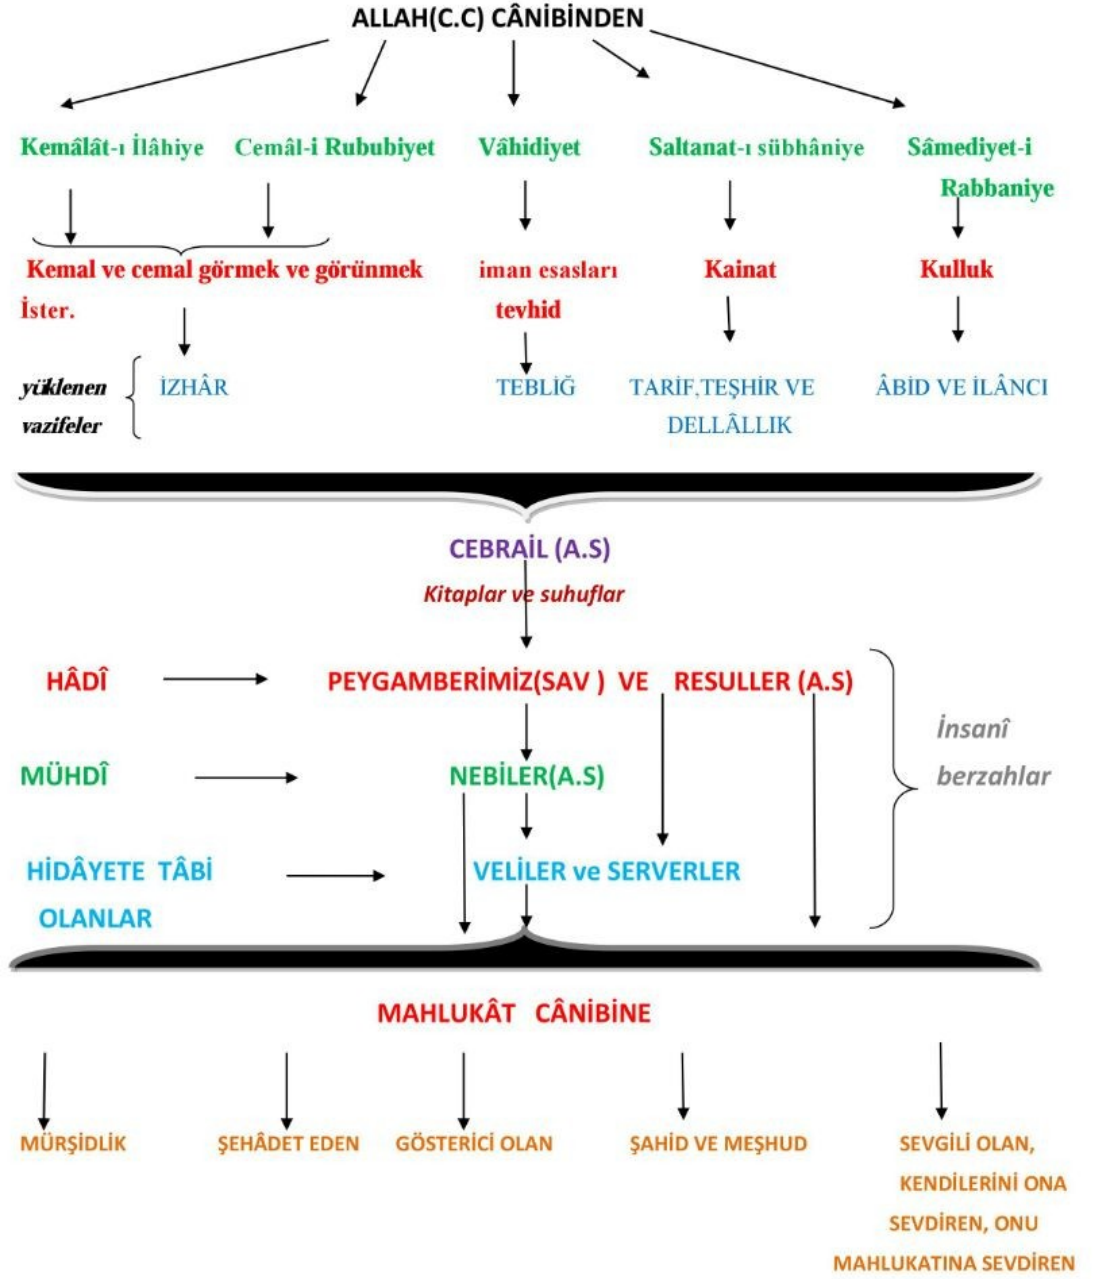 ALLAH(C.C) CÂNİBİNDEN
Kemâlât-ı İlâhiye Cemâl-i Rububiyet Vâhidiyet Saltanat-ı sübhâniye Sâmediyet-i
Rabbaniye
Kemal ve cemal görmek ve görünmek iman esasları Kainat Kulluk
İster. tevhid
yüklenen İZHÂR TEBLİĞ TARİF,TEŞHİR VE ÂBİD VE İLÂNCI
vazifeler DELLÂLLIK
CEBRAİL (A.S)
Kitaplar ve suhuflar
HÂDÎ PEYGAMBERİMİZ(SAV ) VE RESULLER (A.S)
İnsanî
MÜHDÎ NEBİLER(A.S) berzahlar
HİDÂYETE TÂBİ VELİLER ve SERVERLER
OLANLAR
MAHLUKÂT CÂNİBİNE
MÜRŞİDLİK ŞEHÂDET EDEN GÖSTERİCİ OLAN ŞAHİD VE MEŞHUD SEVGİLİ OLAN,
KENDİLERİNİ ONA
SEVDİREN, ONU
MAHLUKATINA SEVDİREN